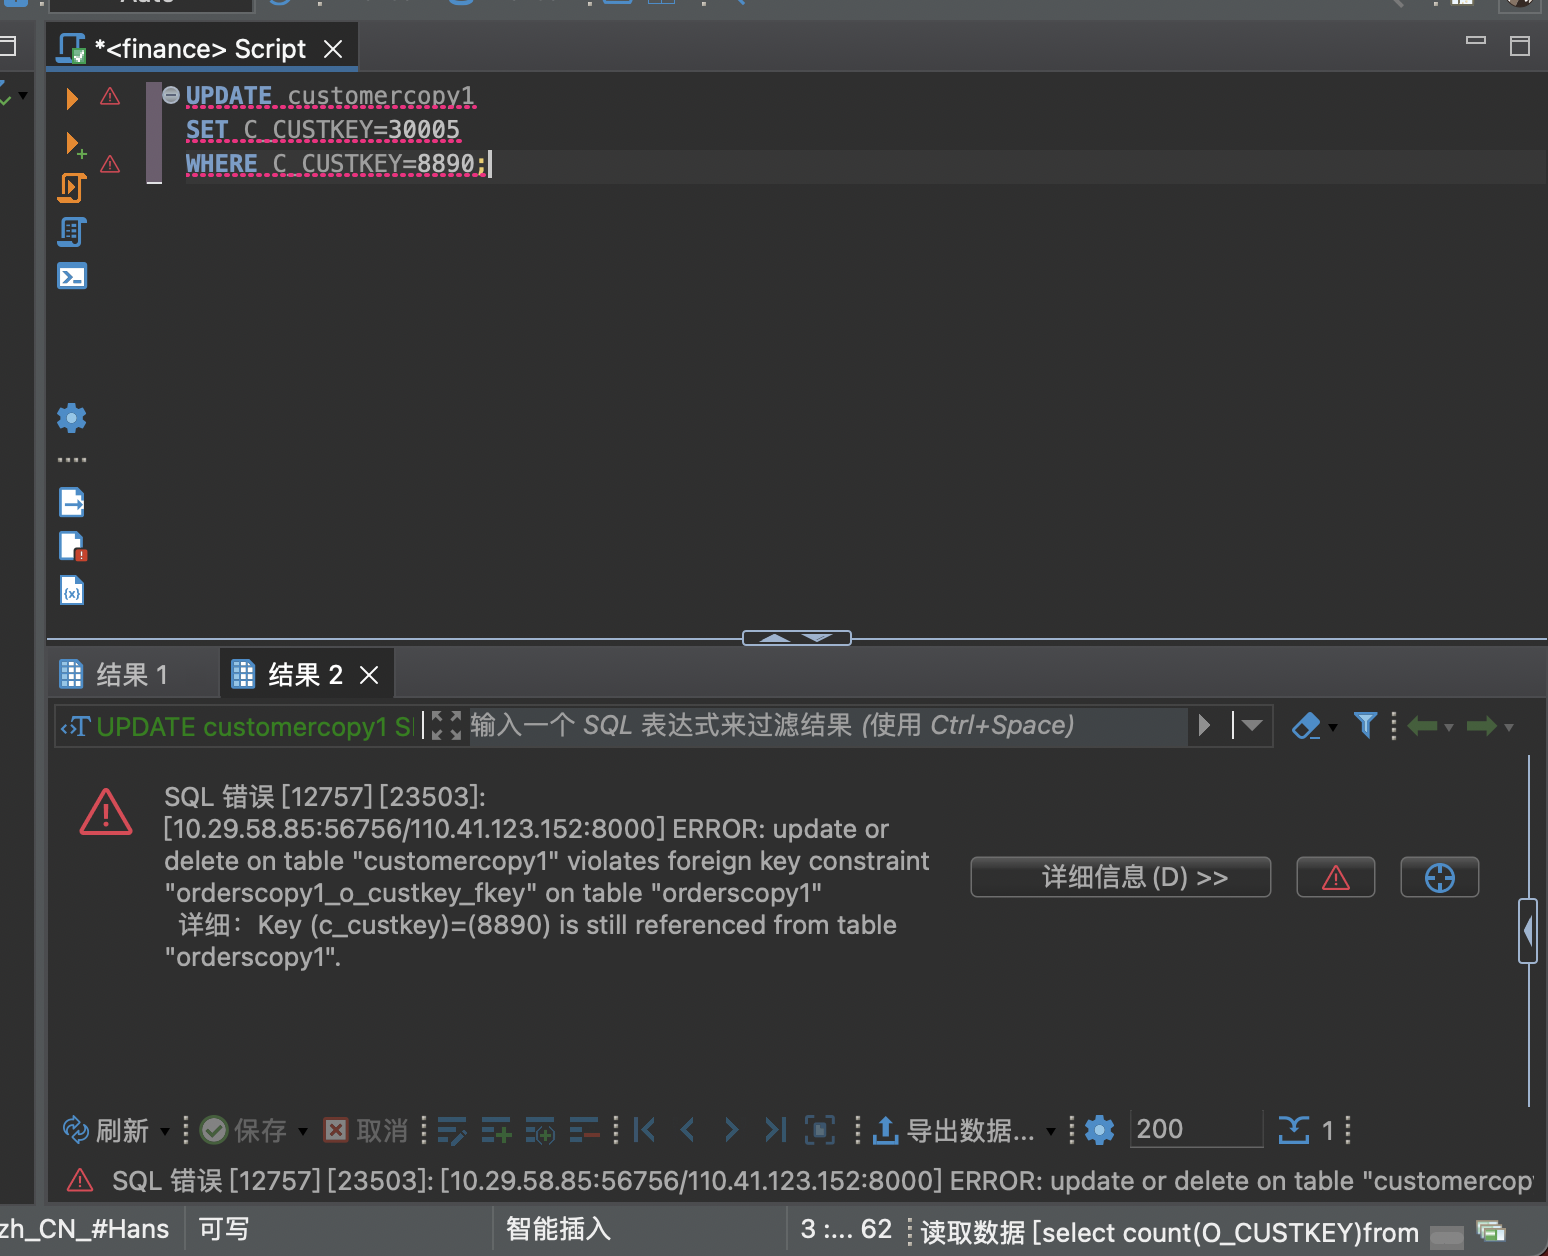 *<finance> Script
UPDATE customercopy1
SET C_CUSTKEY=30005
WHERE C_CUSTKEY=8890;
结果 1
结果 2
UPDATE customercopy1 S
输入一个 SQL 表达式来过滤结果 (使用 Ctrl+Space)
SQL 错误 [12757] [23503]:
[10.29.58.85:56756/110.41.123.152:8000] ERROR: update or
delete on table "customercopy1" violates foreign key constraint
"orderscopy1_o_custkey_fkey" on table "orderscopy1"
详细：Key (c_custkey)=(8890) is still referenced from table
"orderscopy1".
详细信息 (D) >>
刷新
保存
取消
导出数据...
200
1
SQL 错误 [12757] [23503]: [10.29.58.85:56756/110.41.123.152:8000] ERROR: update or delete on table "customercop
zh_CN_#Hans
可写
智能插入
3 :... 62
读取数据 [select count(O_CUSTKEY)from